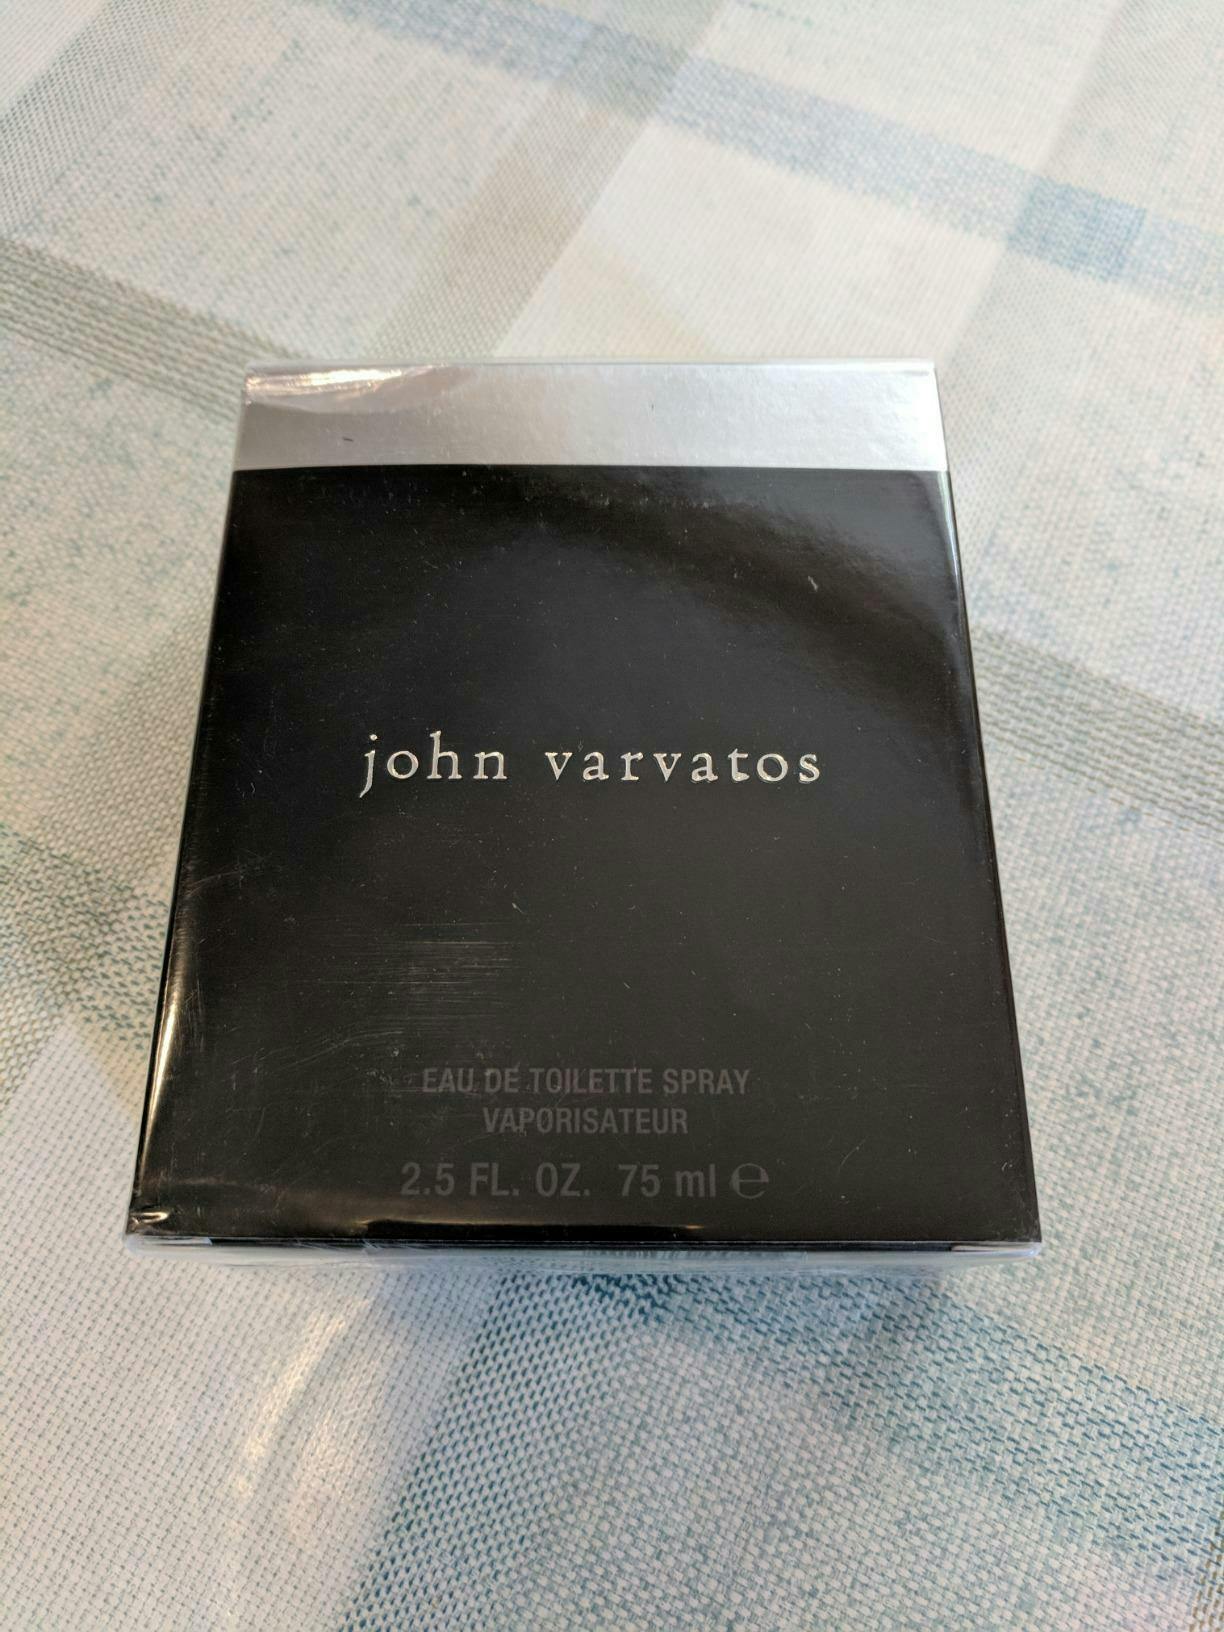 john varvatos
EAU DE TOILETTE SPRAY
VAPORISATEUR
2.5 FL. OZ. 75 ml ℮